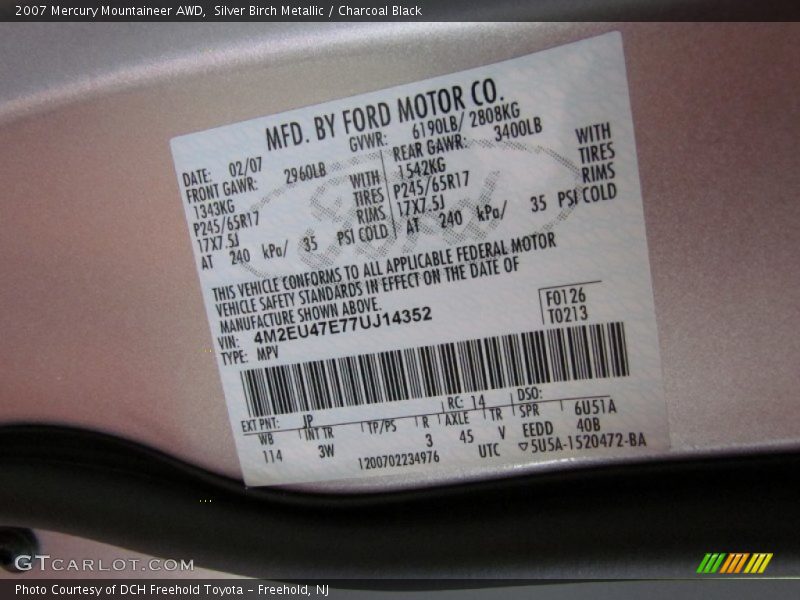 2007 Mercury Mountaineer AWD, Silver Birch Metallic / Charcoal Black
MFD. BY FORD MOTOR CO.
DATE: 02/07 GVWR: 6190LB/ 2808KG
FRONT GAWR: 2960LB REAR GAWR: 3400LB
1343KG WITH 1542KG WITH
P245/65R17 TIRES P245/65R17 TIRES
17X7.5J RIMS 17X7.5J RIMS
AT 240 kPa/ 35 PSI COLD AT 240 kPa/ 35 PSI COLD
Ford
THIS VEHICLE CONFORMS TO ALL APPLICABLE FEDERAL MOTOR
VEHICLE SAFETY STANDARDS IN EFFECT ON THE DATE OF
MANUFACTURE SHOWN ABOVE.
VIN: 4M2EU47E77UJ14352 F0126
TYPE: MPV T0213
EXT PNT: JP RC: 14 DSO:
WB INT TR TP/PS R AXLE TR SPR 6U51A
114 3W 3 45 V EEDD 40B
1200702234976 UTC ▽5U5A-1520472-BA
GTCARLOT.COM
Photo Courtesy of DCH Freehold Toyota - Freehold, NJ